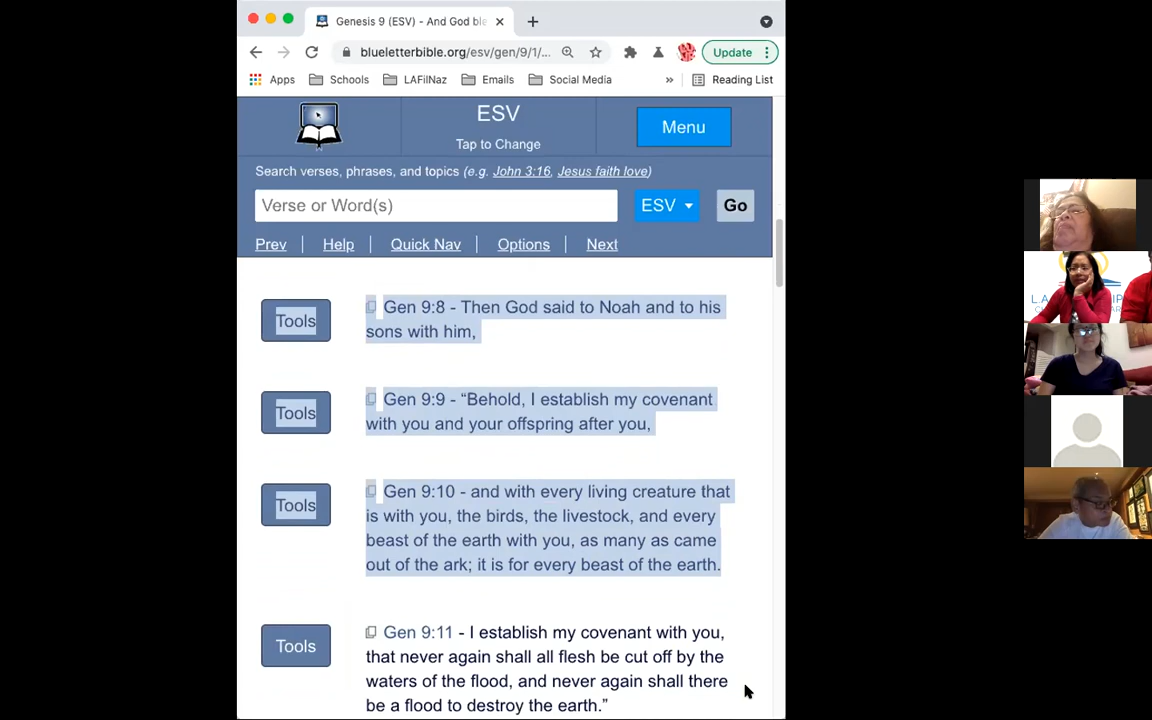 Genesis 9 (ESV) - And God ble
blueletterbible.org/esv/gen/9/1/...
Update
Apps
Schools
LAFilNaz
Emails
Social Media
»
Reading List
ESV
Tap to Change
Menu
Search verses, phrases, and topics (e.g. John 3:16, Jesus faith love)
Verse or Word(s)
ESV
Go
Prev | Help | Quick Nav | Options | Next
Tools
Gen 9:8 - Then God said to Noah and to his
sons with him,
Tools
Gen 9:9 - “Behold, I establish my covenant
with you and your offspring after you,
Tools
Gen 9:10 - and with every living creature that
is with you, the birds, the livestock, and every
beast of the earth with you, as many as came
out of the ark; it is for every beast of the earth.
Tools
Gen 9:11 - I establish my covenant with you,
that never again shall all flesh be cut off by the
waters of the flood, and never again shall there
be a flood to destroy the earth.”
L.A.